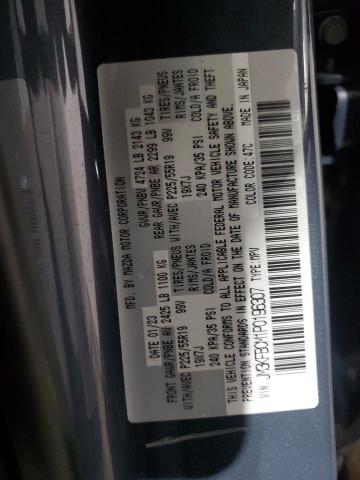 MFD BY MAZDA MOTOR CORPORATION
DATE 01/23 GVWR/PNBV 4724 LB 2143 KG
FRONT GAWR/PNBE AV 2425 LB 1100 KG REAR GAWR/PNBE AR 2299 LB 1043 KG
WITH/AVEC P225/55R19 99V TIRES/PNEUS WITH/AVEC P225/55R19 99V TIRES/PNEUS
19X7J RIMS/JANTES 19X7J RIMS/JANTES
240 KPA/35 PSI COLD/A FROID 240 KPA/35 PSI COLD/A FROID
THIS VEHICLE CONFORMS TO ALL APPLICABLE FEDERAL MOTOR VEHICLE SAFETY AND THEFT
PREVENTION STANDARDS IN EFFECT ON THE DATE OF MANUFACTURE SHOWN ABOVE.
VIN: TYPE: MPV COLOR CODE: 47C MADE IN JAPAN